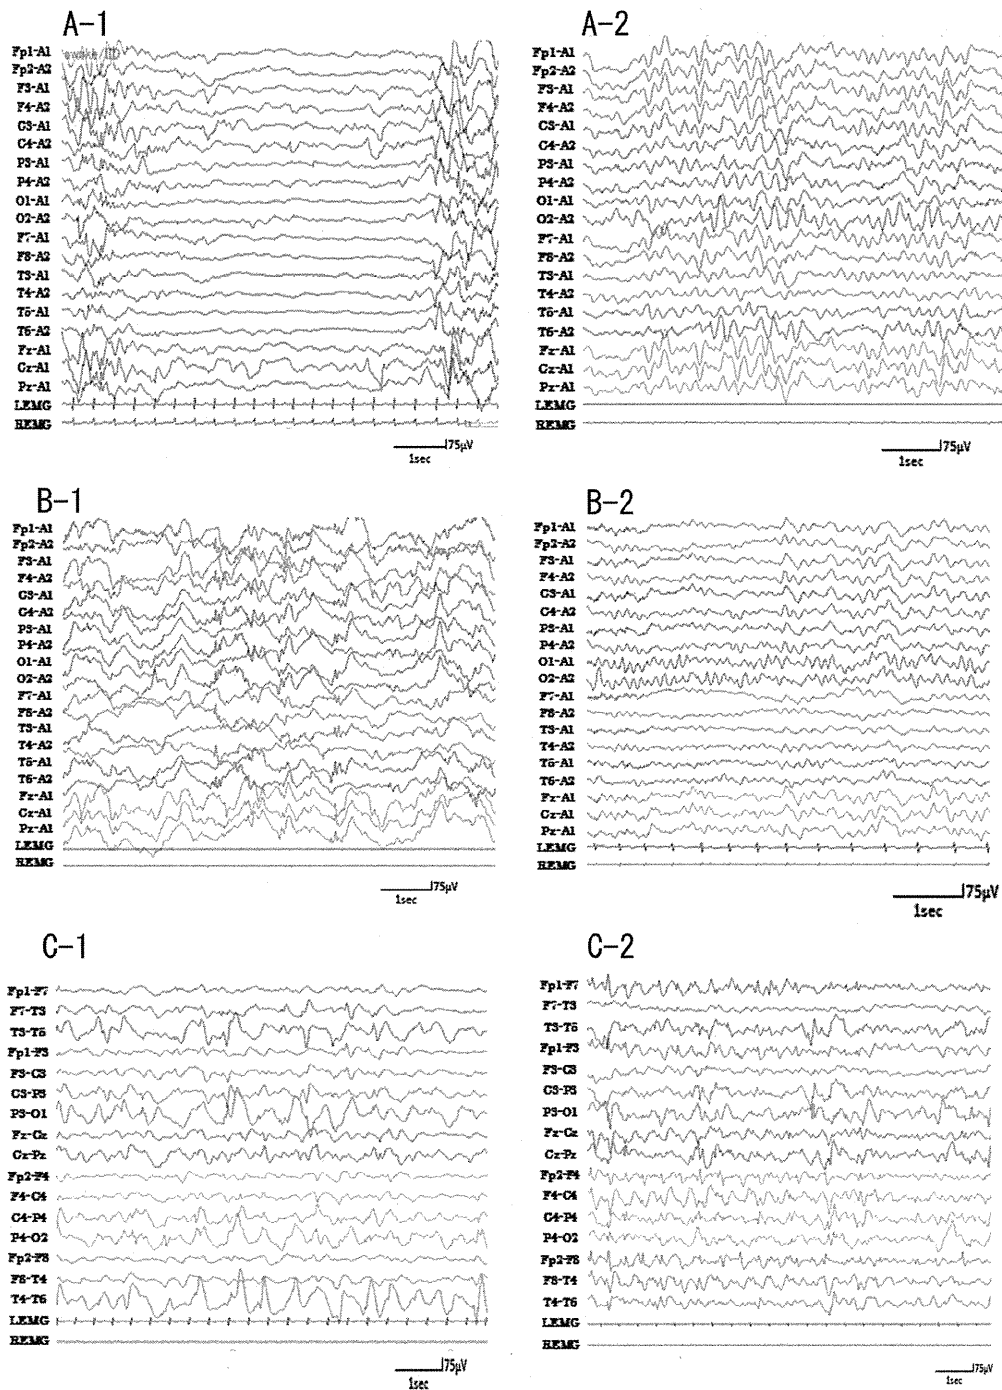 A-1
Fp1-A1
Fp2-A2
F3-A1
F4-A2
C3-A1
C4-A2
P3-A1
P4-A2
O1-A1
O2-A2
F7-A1
F8-A2
T3-A1
T4-A2
T5-A1
T6-A2
Fz-A1
Cz-A1
Pz-A1
LEMG
REMG
75μV
1sec
A-2
Fp1-A1
Fp2-A2
F3-A1
F4-A2
C3-A1
C4-A2
P3-A1
P4-A2
O1-A1
O2-A2
F7-A1
F8-A2
T3-A1
T4-A2
T5-A1
T6-A2
Fz-A1
Cz-A1
Pz-A1
LEMG
REMG
75μV
1sec
B-1
Fp1-A1
Fp2-A2
F3-A1
F4-A2
C3-A1
C4-A2
P3-A1
P4-A2
O1-A1
O2-A2
F7-A1
F8-A2
T3-A1
T4-A2
T5-A1
T6-A2
Fz-A1
Cz-A1
Pz-A1
LEMG
REMG
75μV
1sec
B-2
Fp1-A1
Fp2-A2
F3-A1
F4-A2
C3-A1
C4-A2
P3-A1
P4-A2
O1-A1
O2-A2
F7-A1
F8-A2
T3-A1
T4-A2
T5-A1
T6-A2
Fz-A1
Cz-A1
Pz-A1
LEMG
REMG
75μV
1sec
C-1
Fp1-F7
F7-T3
T3-T5
Fp1-F3
F3-C3
C3-P3
P3-O1
Fz-Cz
Cz-Pz
Fp2-F4
F4-C4
C4-P4
P4-O2
Fp2-F8
F8-T4
T4-T6
LEMG
REMG
75μV
1sec
C-2
Fp1-F7
F7-T3
T3-T5
Fp1-F3
F3-C3
C3-P3
P3-O1
Fz-Cz
Cz-Pz
Fp2-F4
F4-C4
C4-P4
P4-O2
Fp2-F8
F8-T4
T4-T6
LEMG
REMG
75μV
1sec